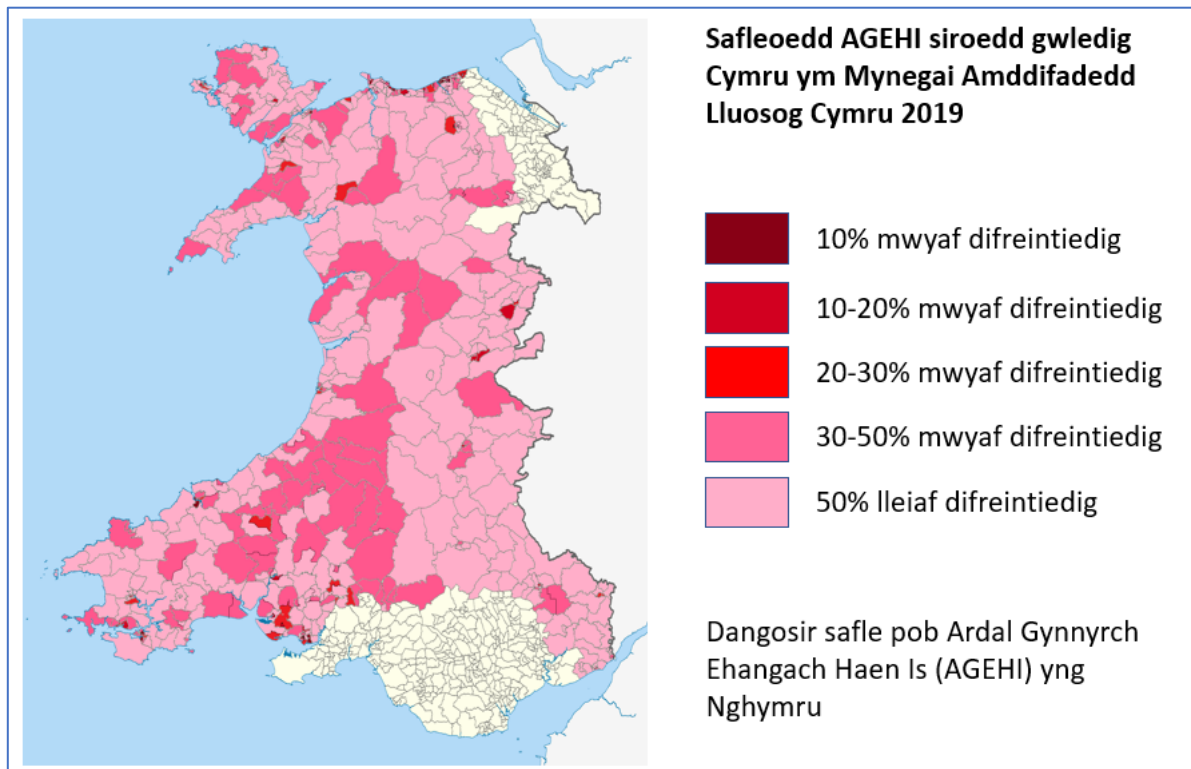 Safleoedd AGEHI siroedd gwledig
Cymru ym Mynegai Amddifadedd
Lluosog Cymru 2019
10% mwyaf difreintiedig
10-20% mwyaf difreintiedig
20-30% mwyaf difreintiedig
30-50% mwyaf difreintiedig
50% lleiaf difreintiedig
Dangosir safle pob Ardal Gynnyrch
Ehangach Haen Is (AGEHI) yng
Nghymru